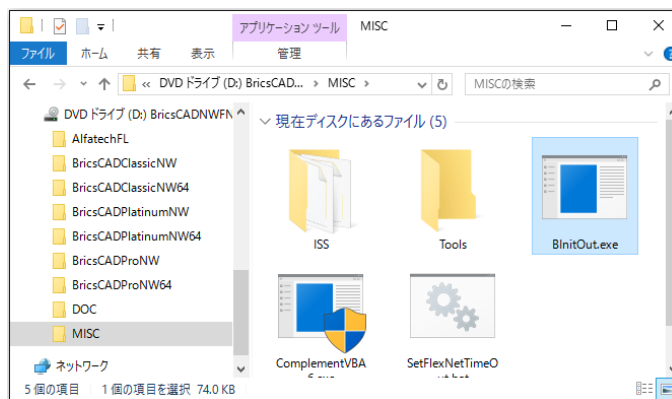 アプリケーション ツール
MISC
ファイル
ホーム
共有
表示
管理
« DVD ドライブ (D:) BricsCAD... › MISC ›
MISCの検索
DVD ドライブ (D:) BricsCADNWFN
AlfatechFL
BricsCADClassicNW
BricsCADClassicNW64
BricsCADPlatinumNW
BricsCADPlatinumNW64
BricsCADProNW
BricsCADProNW64
DOC
MISC
ネットワーク
現在ディスクにあるファイル (5)
ISS
Tools
BInitOut.exe
ComplementVBA
SetFlexNetTimeO
5 個の項目
1 個の項目を選択 74.0 KB